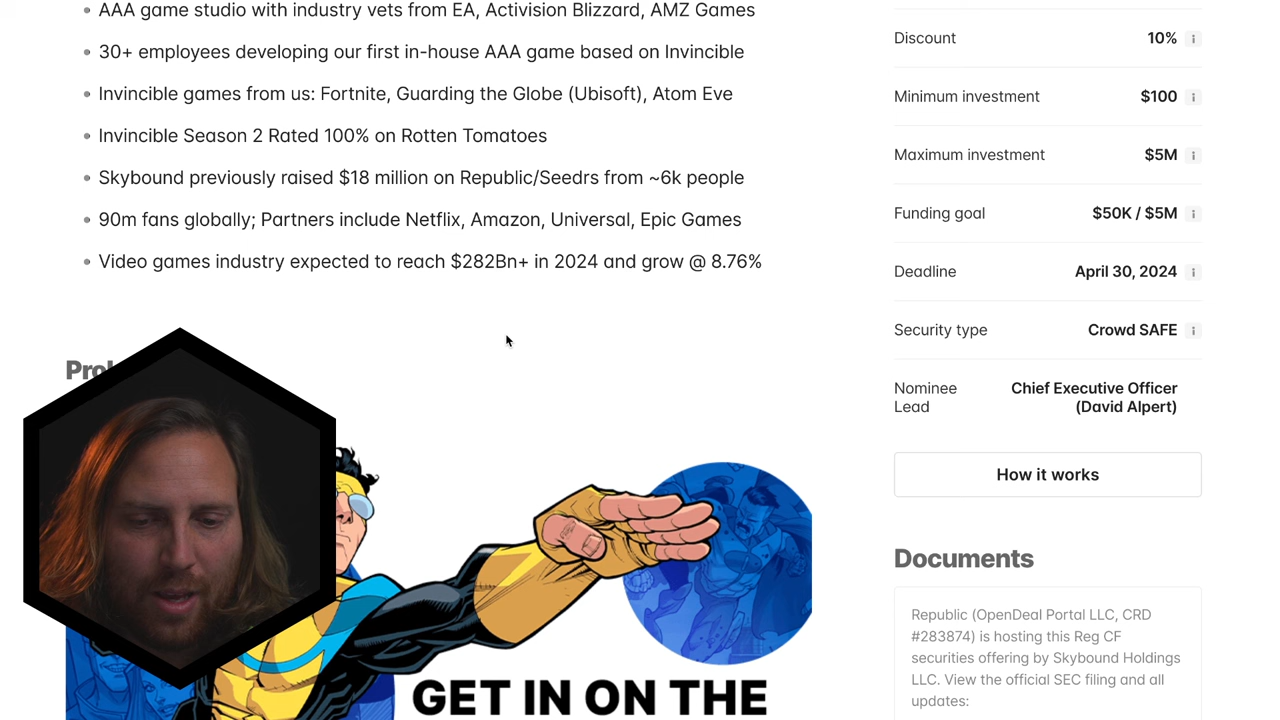 AAA game studio with industry vets from EA, Activision Blizzard, AMZ Games
30+ employees developing our first in-house AAA game based on Invincible
Invincible games from us: Fortnite, Guarding the Globe (Ubisoft), Atom Eve
Invincible Season 2 Rated 100% on Rotten Tomatoes
Skybound previously raised $18 million on Republic/Seedrs from ~6k people
90m fans globally; Partners include Netflix, Amazon, Universal, Epic Games
Video games industry expected to reach $282Bn+ in 2024 and grow @ 8.76%
GET IN ON THE
Discount 10%
Minimum investment $100
Maximum investment $5M
Funding goal $50K / $5M
Deadline April 30, 2024
Security type Crowd SAFE
Nominee Lead Chief Executive Officer
(David Alpert)
How it works
Documents
Republic (OpenDeal Portal LLC, CRD
#283874) is hosting this Reg CF
securities offering by Skybound Holdings
LLC. View the official SEC filing and all
updates: